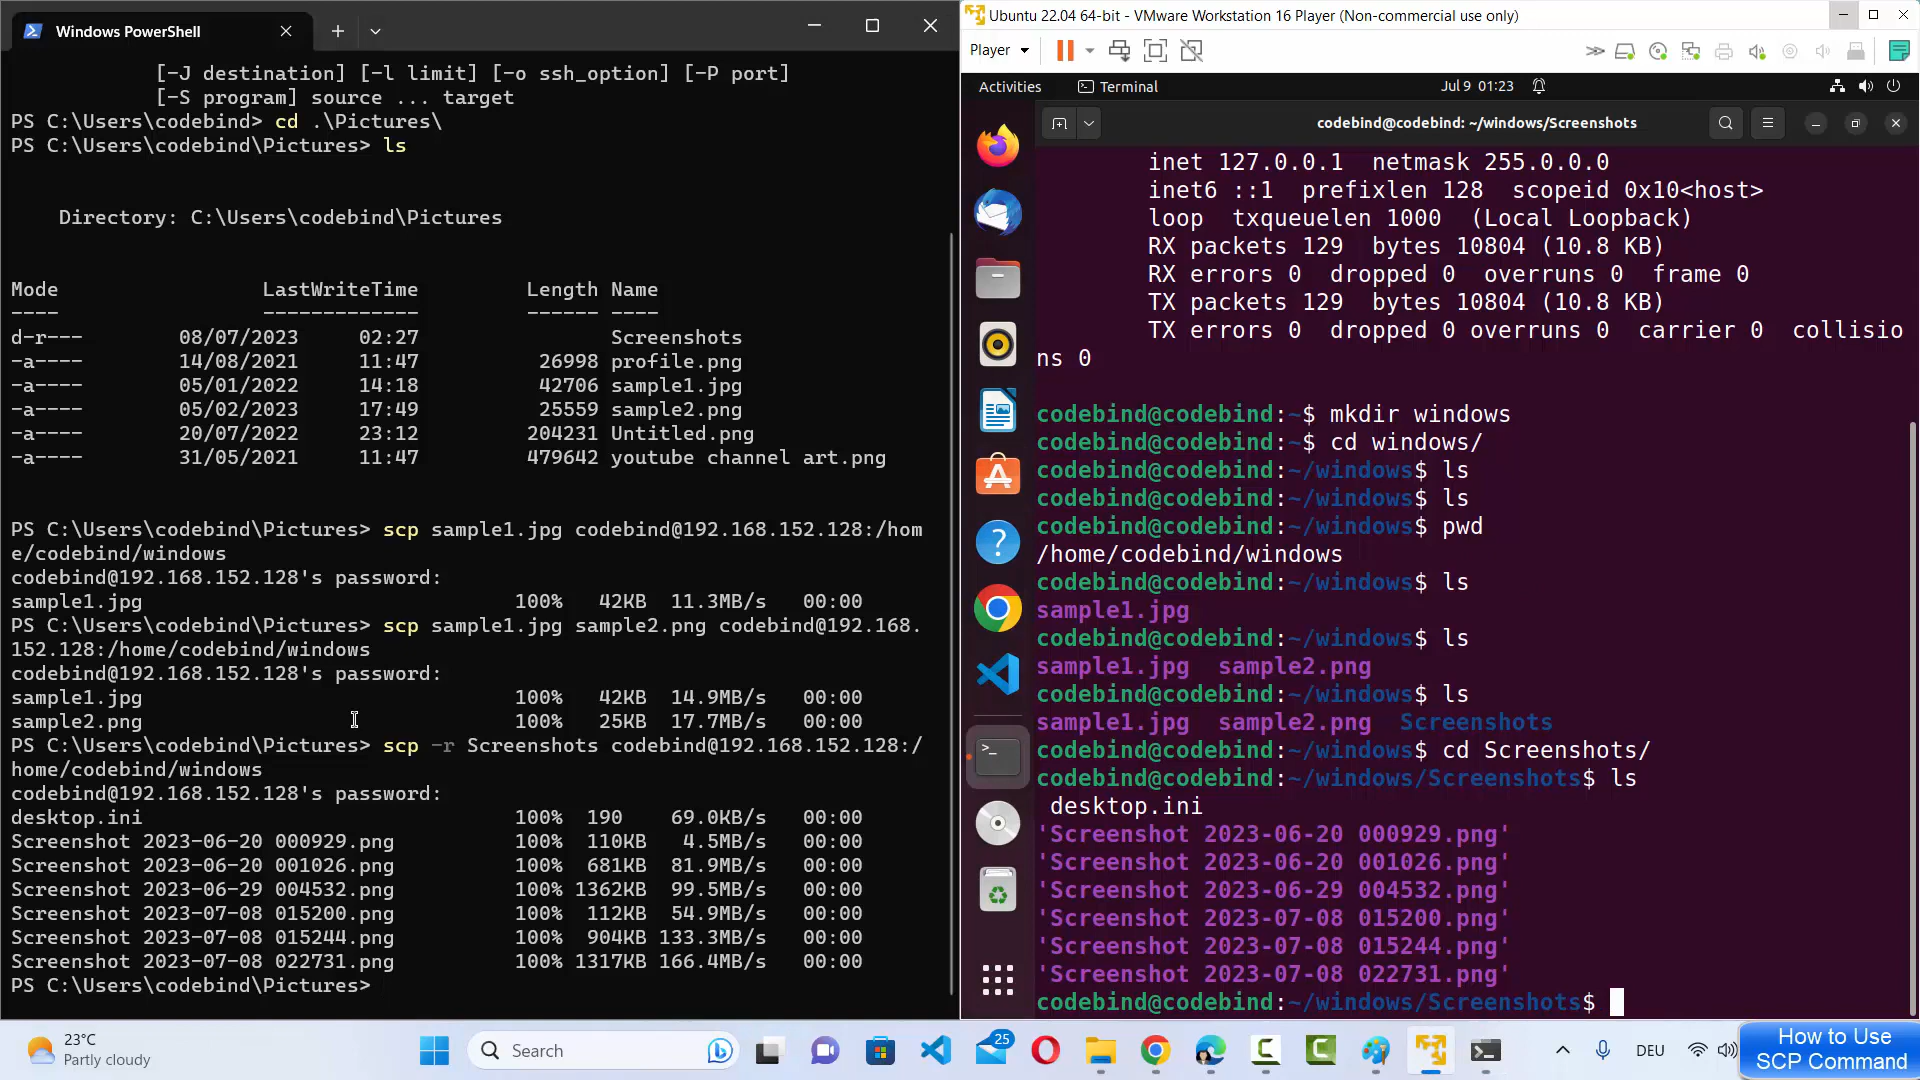 Windows PowerShell
[-J destination] [-l limit] [-o ssh_option] [-P port]
[-S program] source ... target
PS C:\Users\codebind> cd .\Pictures\
PS C:\Users\codebind\Pictures> ls
Directory: C:\Users\codebind\Pictures
Mode LastWriteTime Length Name
---- ------------- ------ ----
d-r--- 08/07/2023 02:27 Screenshots
-a---- 14/08/2021 11:47 26998 profile.png
-a---- 05/01/2022 14:18 42706 sample1.jpg
-a---- 05/02/2023 17:49 25559 sample2.png
-a---- 20/07/2022 23:12 204231 Untitled.png
-a---- 31/05/2021 11:47 479642 youtube channel art.png
PS C:\Users\codebind\Pictures> scp sample1.jpg codebind@192.168.152.128:/hom
e/codebind/windows
codebind@192.168.152.128's password:
sample1.jpg 100% 42KB 11.3MB/s 00:00
PS C:\Users\codebind\Pictures> scp sample1.jpg sample2.png codebind@192.168.
152.128:/home/codebind/windows
codebind@192.168.152.128's password:
sample1.jpg 100% 42KB 14.9MB/s 00:00
sample2.png 100% 25KB 17.7MB/s 00:00
PS C:\Users\codebind\Pictures> scp -r Screenshots codebind@192.168.152.128:/
home/codebind/windows
codebind@192.168.152.128's password:
desktop.ini 100% 190 69.0KB/s 00:00
Screenshot 2023-06-20 000929.png 100% 110KB 4.5MB/s 00:00
Screenshot 2023-06-20 001026.png 100% 681KB 81.9MB/s 00:00
Screenshot 2023-06-29 004532.png 100% 1362KB 99.5MB/s 00:00
Screenshot 2023-07-08 015200.png 100% 112KB 54.9MB/s 00:00
Screenshot 2023-07-08 015244.png 100% 904KB 133.3MB/s 00:00
Screenshot 2023-07-08 022731.png 100% 1317KB 166.4MB/s 00:00
PS C:\Users\codebind\Pictures>
Ubuntu 22.04 64-bit - VMware Workstation 16 Player (Non-commercial use only)
Player
Activities Terminal Jul 9 01:23
codebind@codebind: ~/windows/Screenshots
inet 127.0.0.1 netmask 255.0.0.0
inet6 ::1 prefixlen 128 scopeid 0x10<host>
loop txqueuelen 1000 (Local Loopback)
RX packets 129 bytes 10804 (10.8 KB)
RX errors 0 dropped 0 overruns 0 frame 0
TX packets 129 bytes 10804 (10.8 KB)
TX errors 0 dropped 0 overruns 0 carrier 0 collisio
ns 0
codebind@codebind:~$ mkdir windows
codebind@codebind:~$ cd windows/
codebind@codebind:~/windows$ ls
codebind@codebind:~/windows$ ls
codebind@codebind:~/windows$ pwd
/home/codebind/windows
codebind@codebind:~/windows$ ls
sample1.jpg
codebind@codebind:~/windows$ ls
sample1.jpg sample2.png
codebind@codebind:~/windows$ ls
sample1.jpg sample2.png Screenshots
codebind@codebind:~/windows$ cd Screenshots/
codebind@codebind:~/windows/Screenshots$ ls
desktop.ini
'Screenshot 2023-06-20 000929.png'
'Screenshot 2023-06-20 001026.png'
'Screenshot 2023-06-29 004532.png'
'Screenshot 2023-07-08 015200.png'
'Screenshot 2023-07-08 015244.png'
'Screenshot 2023-07-08 022731.png'
codebind@codebind:~/windows/Screenshots$
23°C
Partly cloudy
Search
25
DEU
How to Use
SCP Command